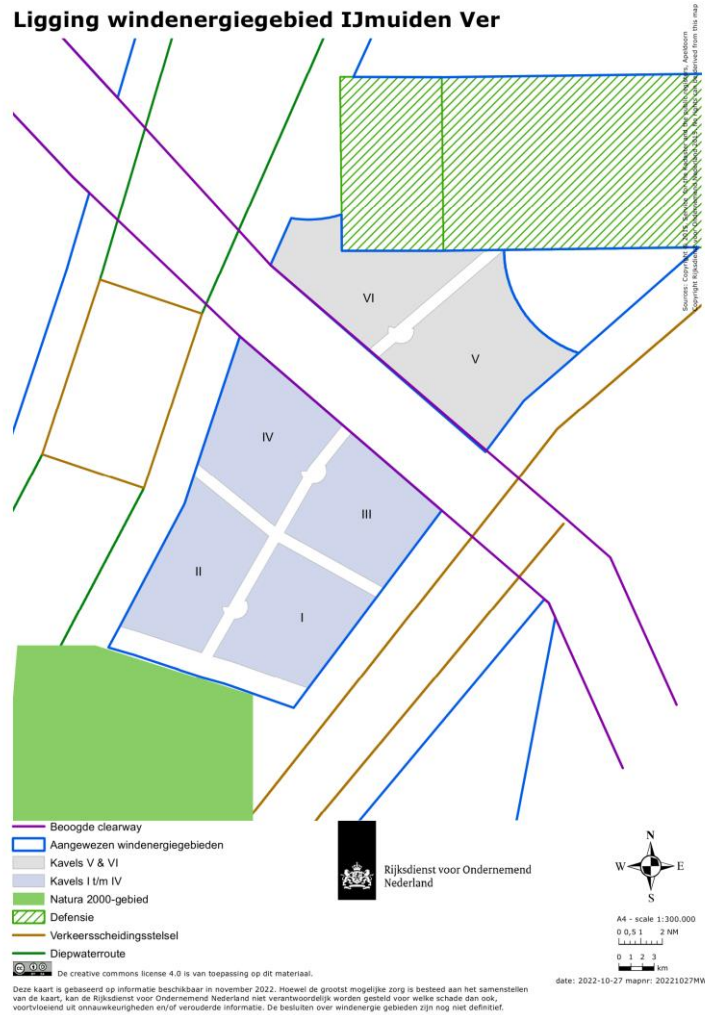 Ligging windenergiegebied IJmuiden Ver
VI
V
IV
III
II
I
Beoogde clearway
Aangewezen windenergiegebieden
Kavels V & VI
Kavels I t/m IV
Natura 2000-gebied
Defensie
Verkeersscheidingsstelsel
Diepwaterroute
De creative commons license 4.0 is van toepassing op dit materiaal.
Rijksdienst voor Ondernemend
Nederland
N
W E
S
A4 - scale 1:300.000
0 0,5 1 2 NM
0 1 2 3
km
date: 2022-10-27 mapnr: 20221027MW
Deze kaart is gebaseerd op informatie beschikbaar in november 2022. Hoewel de grootst mogelijke zorg is besteed aan het samenstellen
van de kaart, kan de Rijksdienst voor Ondernemend Nederland niet verantwoordelijk worden gesteld voor welke schade dan ook,
voortvloeiend uit onnauwkeurigheden en/of verouderde informatie. De besluiten over windenergie gebieden zijn nog niet definitief.